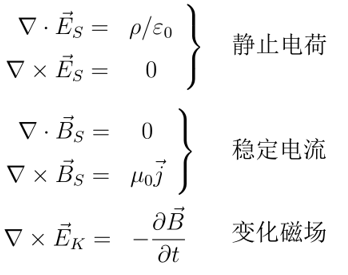 ∇ · E⃗_S = ρ/ε₀
静止电荷
∇ × E⃗_S = 0
∇ · B⃗_S = 0
稳定电流
∇ × B⃗_S = μ₀j⃗
∇ × E⃗_K = −∂B⃗/∂t 变化磁场